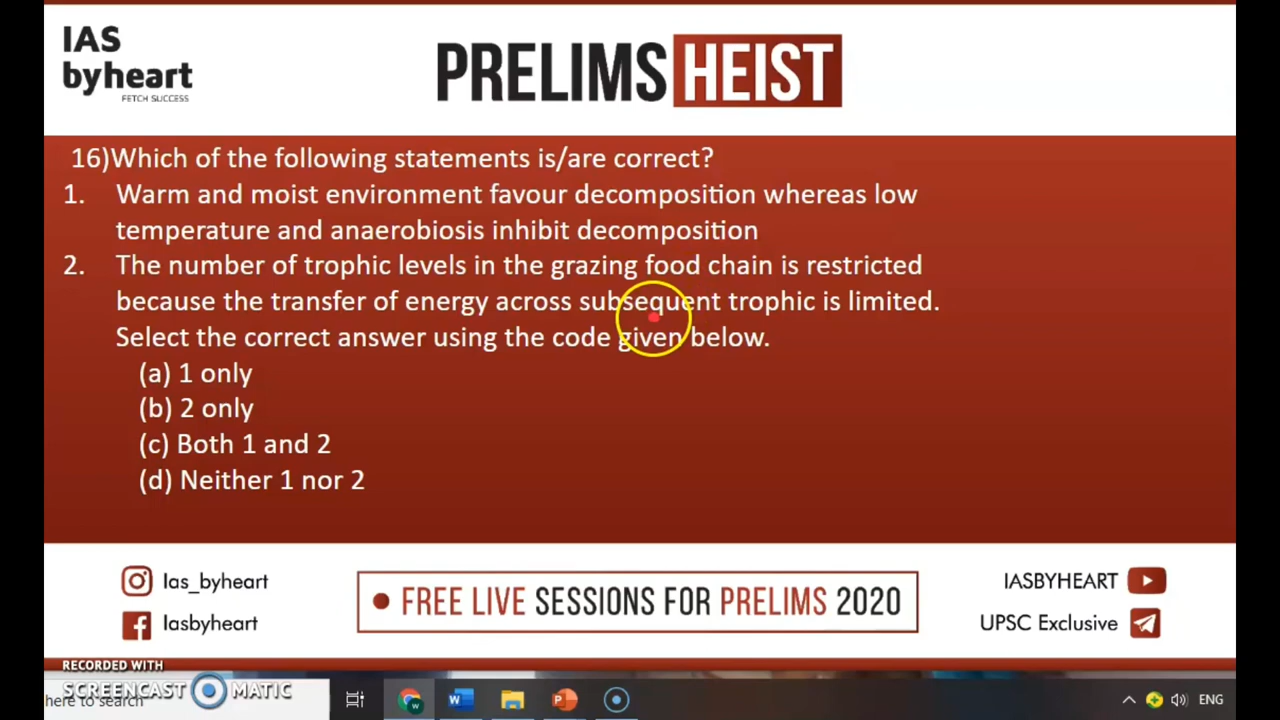 IAS
byheart
FETCH SUCCESS
PRELIMS HEIST
16)Which of the following statements is/are correct?
1. Warm and moist environment favour decomposition whereas low
temperature and anaerobiosis inhibit decomposition
2. The number of trophic levels in the grazing food chain is restricted
because the transfer of energy across subsequent trophic is limited.
Select the correct answer using the code given below.
(a) 1 only
(b) 2 only
(c) Both 1 and 2
(d) Neither 1 nor 2
Ias_byheart
Iasbyheart
• FREE LIVE SESSIONS FOR PRELIMS 2020
IASBYHEART
UPSC Exclusive
RECORDED WITH
SCREENCAST MATIC
here to search
ENG